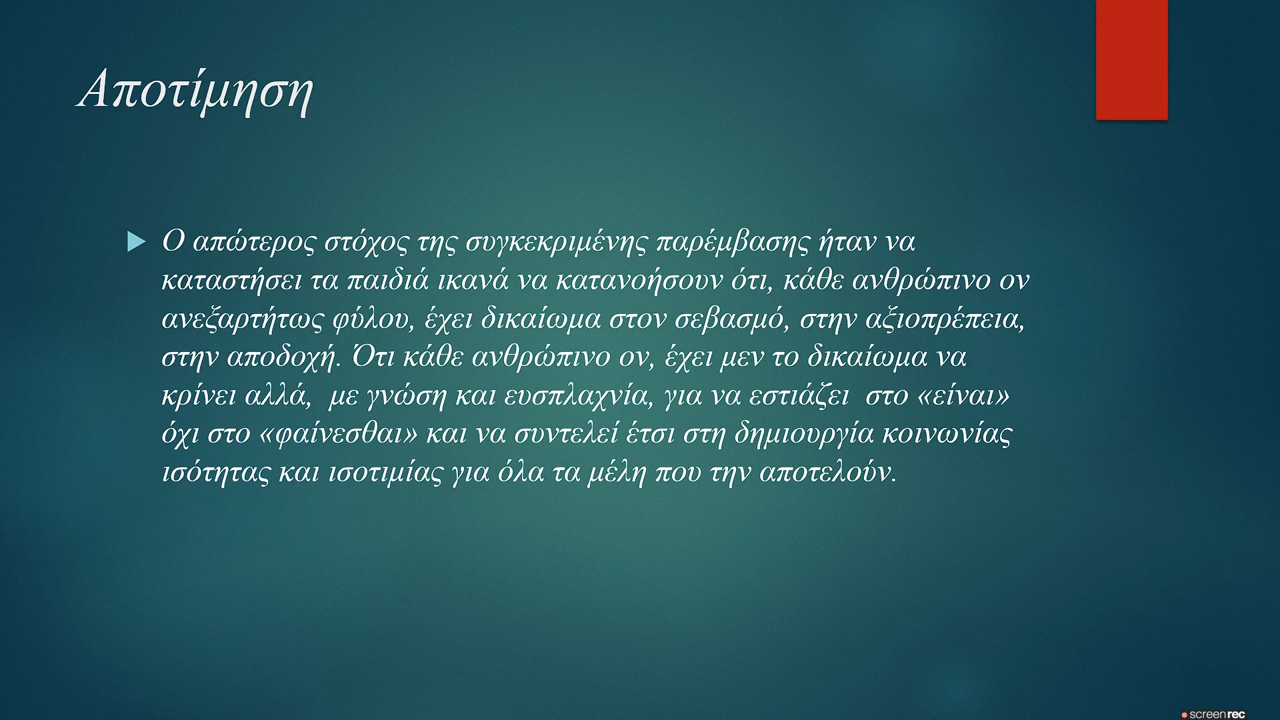 Αποτίμηση
Ο απώτερος στόχος της συγκεκριμένης παρέμβασης ήταν να
καταστήσει τα παιδιά ικανά να κατανοήσουν ότι, κάθε ανθρώπινο ον
ανεξαρτήτως φύλου, έχει δικαίωμα στον σεβασμό, στην αξιοπρέπεια,
στην αποδοχή. Ότι κάθε ανθρώπινο ον, έχει μεν το δικαίωμα να
κρίνει αλλά,  με γνώση και ευσπλαχνία, για να εστιάζει  στο «είναι»
όχι στο «φαίνεσθαι» και να συντελεί έτσι στη δημιουργία κοινωνίας
ισότητας και ισοτιμίας για όλα τα μέλη που την αποτελούν.
screenrec